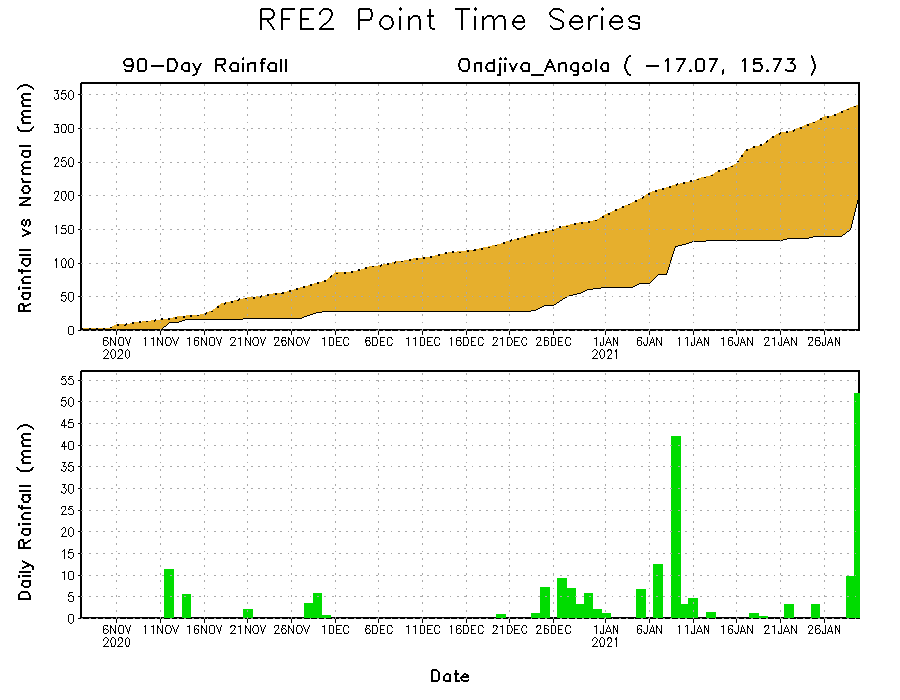 RFE2 Point Time Series
90-Day Rainfall
Ondjiva_Angola ( -17.07, 15.73 )
Rainfall vs Normal (mm)
350
300
250
200
150
100
50
0
6NOV 11NOV 16NOV 21NOV 26NOV 1DEC 6DEC 11DEC 16DEC 21DEC 26DEC 1JAN 6JAN 11JAN 16JAN 21JAN 26JAN
2020 2021
Daily Rainfall (mm)
55
50
45
40
35
30
25
20
15
10
5
0
6NOV 11NOV 16NOV 21NOV 26NOV 1DEC 6DEC 11DEC 16DEC 21DEC 26DEC 1JAN 6JAN 11JAN 16JAN 21JAN 26JAN
2020 2021
Date